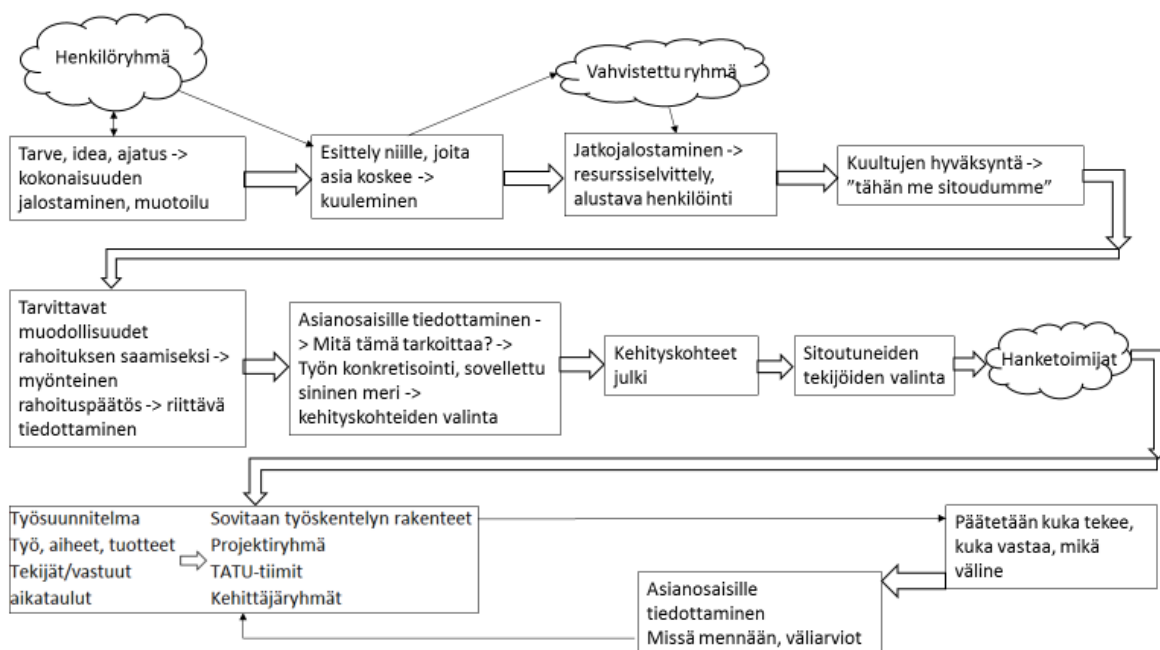 Henkilöryhmä
Vahvistettu ryhmä
Tarve, idea, ajatus ->
kokonaisuuden
jalostaminen, muotoilu
Esittely niille, joita
asia koskee ->
kuuleminen
Jatkojalostaminen ->
resurssiselvittely,
alustava henkilöinti
Kuultujen hyväksyntä ->
”tähän me sitoudumme”
Tarvittavat
muodollisuudet
rahoituksen saamiseksi ->
myönteinen
rahoituspäätös -> riittävä
tiedottaminen
Asianosaisille tiedottaminen -
> Mitä tämä tarkoittaa? ->
Työn konkretisointi, sovellettu
sininen meri ->
kehityskohteiden valinta
Kehityskohteet
julki
Sitoutuneiden
tekijöiden valinta
Hanketoimijat
Työsuunnitelma
Työ, aiheet, tuotteet
Tekijät/vastuut
aikataulut
Sovitaan työskentelyn rakenteet
Projektiryhmä
TATU-tiimit
Kehittäjäryhmät
Päätetään kuka tekee,
kuka vastaa, mikä
väline
Asianosaisille
tiedottaminen
Missä mennään, väliarviot